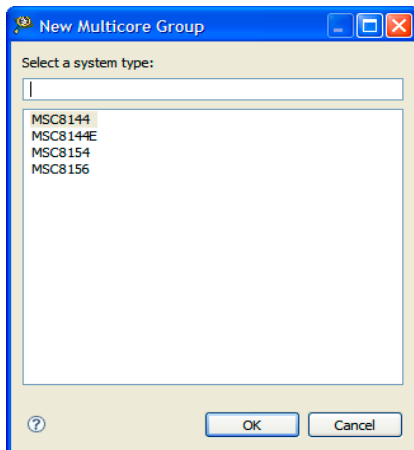 New Multicore Group
Select a system type:
MSC8144
MSC8144E
MSC8154
MSC8156
?
OK
Cancel